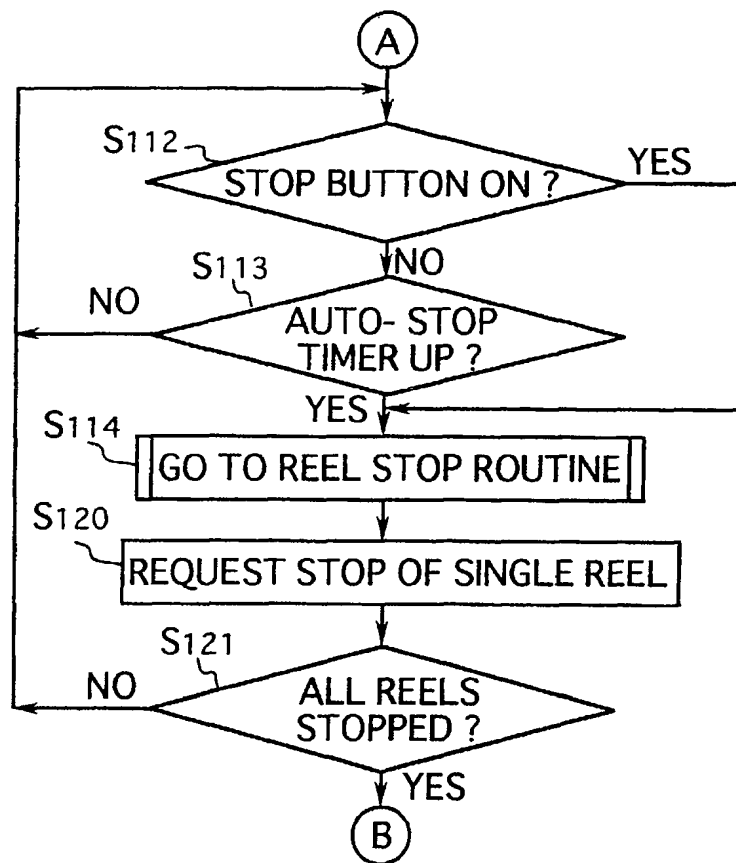 A
S112
STOP BUTTON ON ?
YES
NO
S113
NO
AUTO- STOP
TIMER UP ?
YES
S114
GO TO REEL STOP ROUTINE
S120
REQUEST STOP OF SINGLE REEL
S121
NO
ALL REELS
STOPPED ?
YES
B